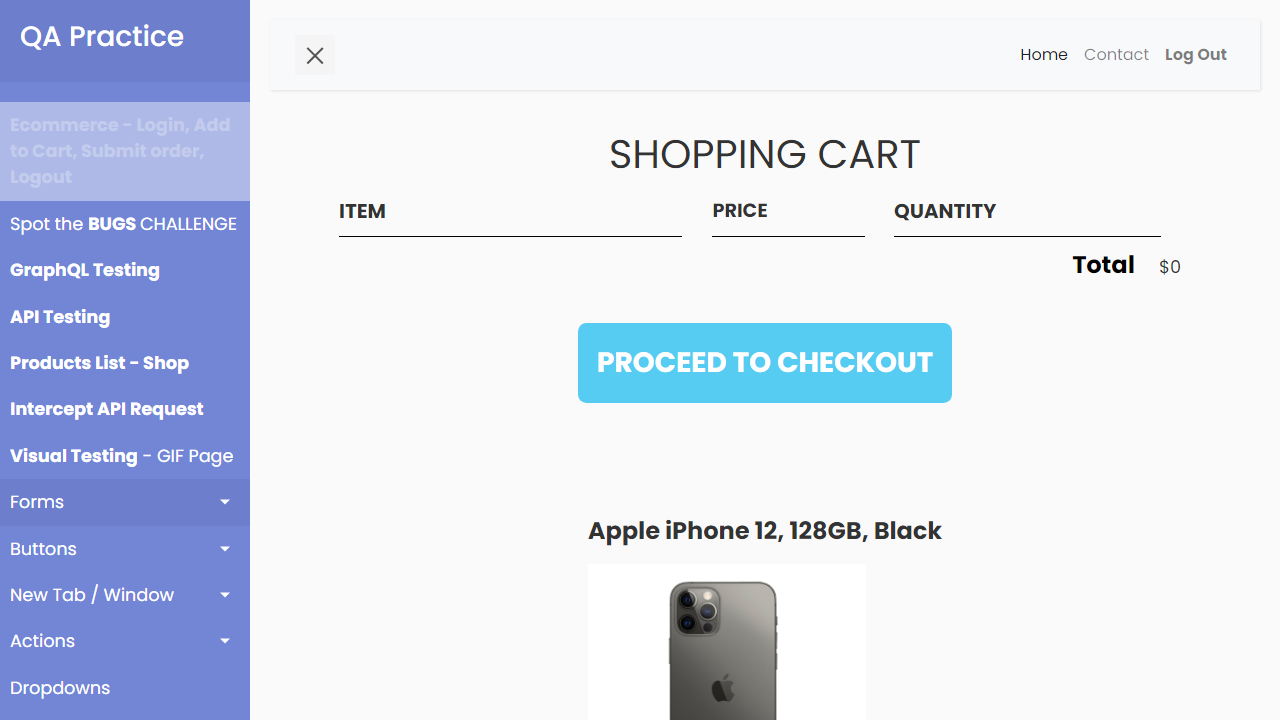 QA Practice
Home Contact Log Out
Ecommerce - Login, Add
to Cart, Submit order,
Logout
Spot the BUGS CHALLENGE
GraphQL Testing
API Testing
Products List - Shop
Intercept API Request
Visual Testing - GIF Page
Forms
Buttons
New Tab / Window
Actions
Dropdowns
SHOPPING CART
ITEM PRICE QUANTITY
Total $0
PROCEED TO CHECKOUT
Apple iPhone 12, 128GB, Black